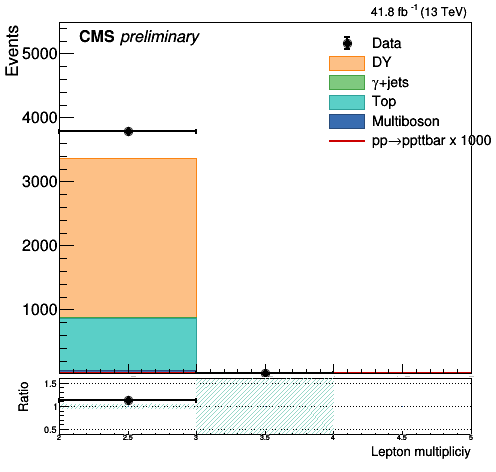 41.8 fb⁻¹ (13 TeV)
CMS preliminary
Events
5000
4000
3000
2000
1000
Data
DY
γ+jets
Top
Multiboson
pp→ppttbar x 1000
Ratio
1.5
1
0.5
2 2.5 3 3.5 4 4.5 5
Lepton multipliciy